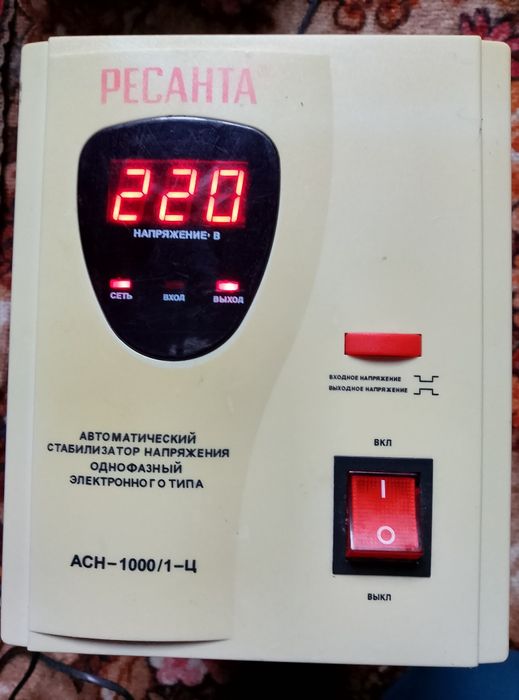 РЕСАНТА®
220
НАПРЯЖЕНИЕ· В
СЕТЬ ВХОД ВЫХОД
ВХОДНОЕ НАПРЯЖЕНИЕ
ВЫХОДНОЕ НАПРЯЖЕНИЕ
АВТОМАТИЧЕСКИЙ
СТАБИЛИЗАТОР НАПРЯЖЕНИЯ
ОДНОФАЗНЫЙ
ЭЛЕКТРОННОГО ТИПА
АСН-1000/1-Ц
ВКЛ
I
O
ВЫКЛ